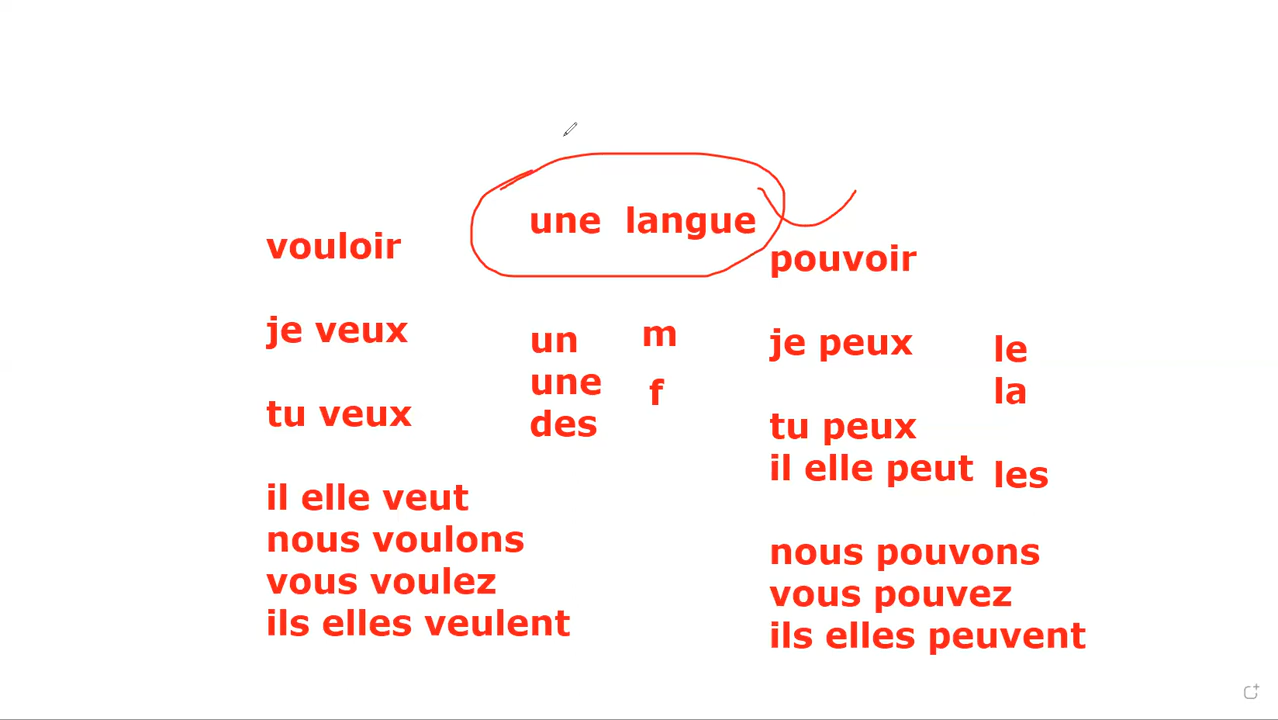 une langue
vouloir
je veux
tu veux
il elle veut
nous voulons
vous voulez
ils elles veulent
un
une
des
m
f
pouvoir
je peux
tu peux
il elle peut
nous pouvons
vous pouvez
ils elles peuvent
le
la
les